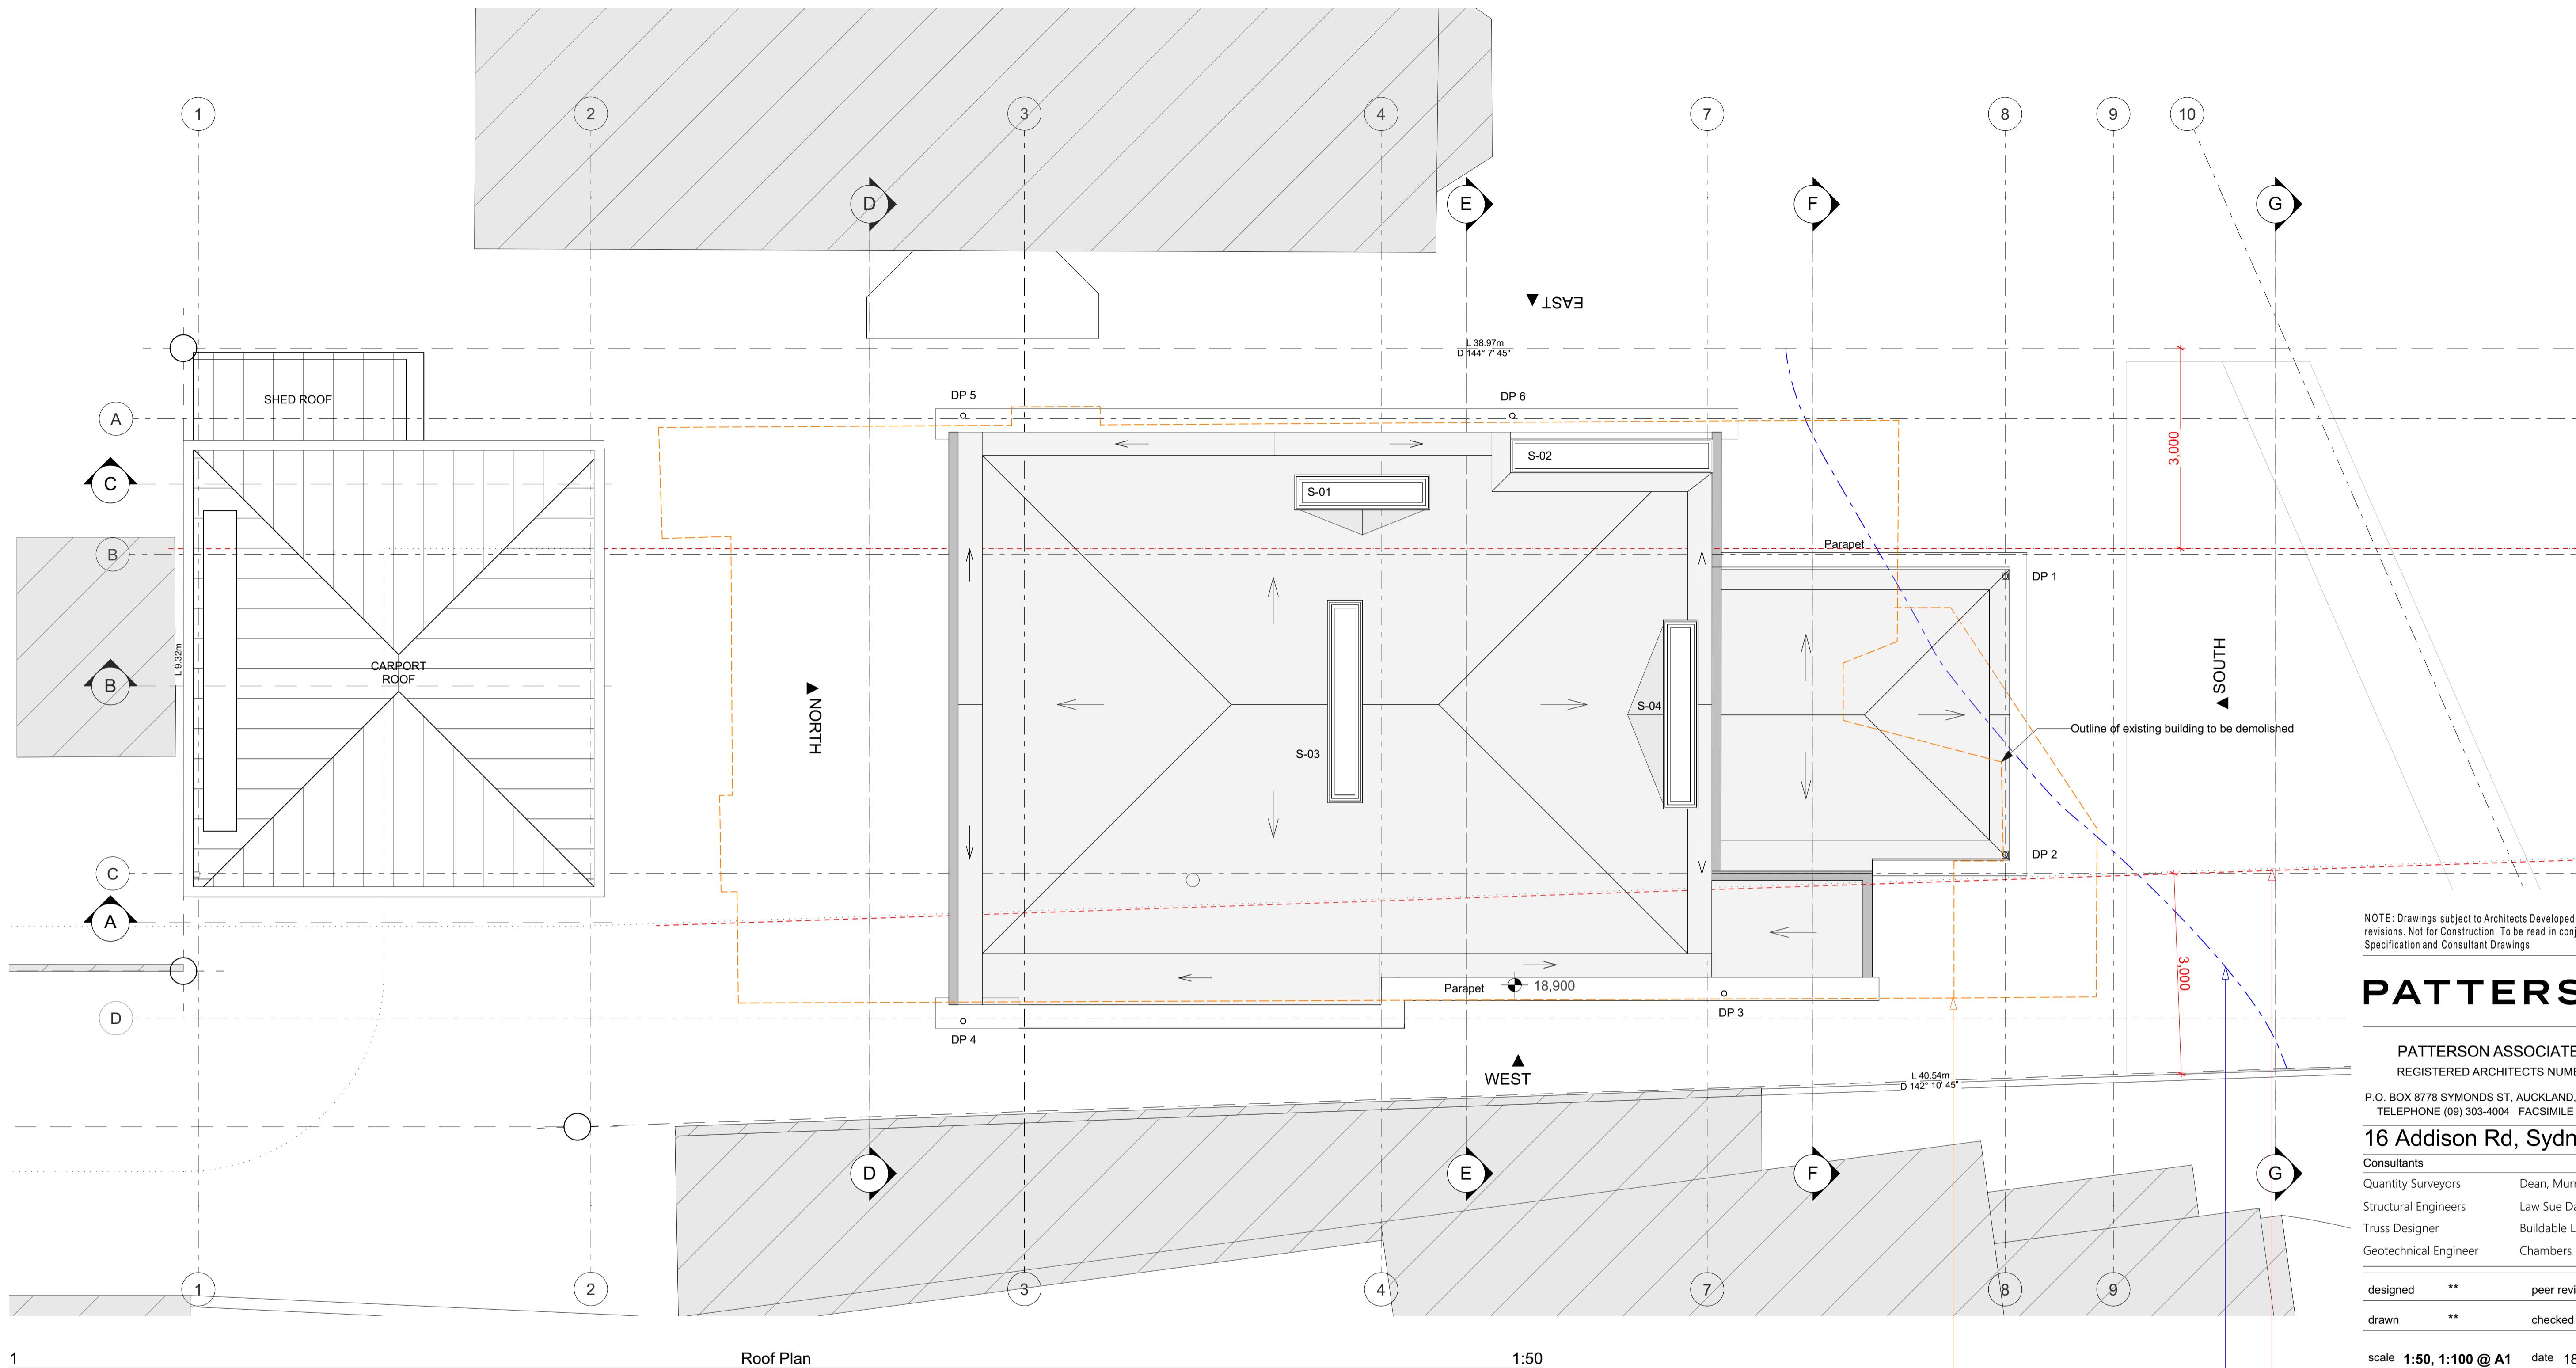 1
2
3
4
7
8
9
10
D
E
F
G
EAST
L 38.97m
D 144° 7' 45"
DP 5
DP 6
SHED ROOF
A
3,000
S-02
C
S-01
Parapet
B
DP 1
L 9.32m
CARPORT
ROOF
B
NORTH
SOUTH
S-04
Outline of existing building to be demolished
S-03
DP 2
C
A
NOTE: Drawings subject to Architects Developed
revisions. Not for Construction. To be read in
Specification and Consultant Drawings
3,000
Parapet
18,900
DP 3
D
DP 4
PATTERSON ASSOCIATE
REGISTERED ARCHITECTS NUM
WEST
L 40.54m
D 142° 10' 45"
P.O. BOX 8778 SYMONDS ST, AUCKLAND,
TELEPHONE (09) 303-4004 FACSIMILE
16 Addison Rd, Sydn
Consultants
D
E
F
G
Quantity Surveyors Dean, Murr
Structural Engineers Law Sue Da
Truss Designer Buildable L
Geotechnical Engineer Chambers
1
2
3
4
7
8
9
designed ** peer revi
drawn ** checked
1 Roof Plan 1:50
scale 1:50, 1:100 @ A1 date 18